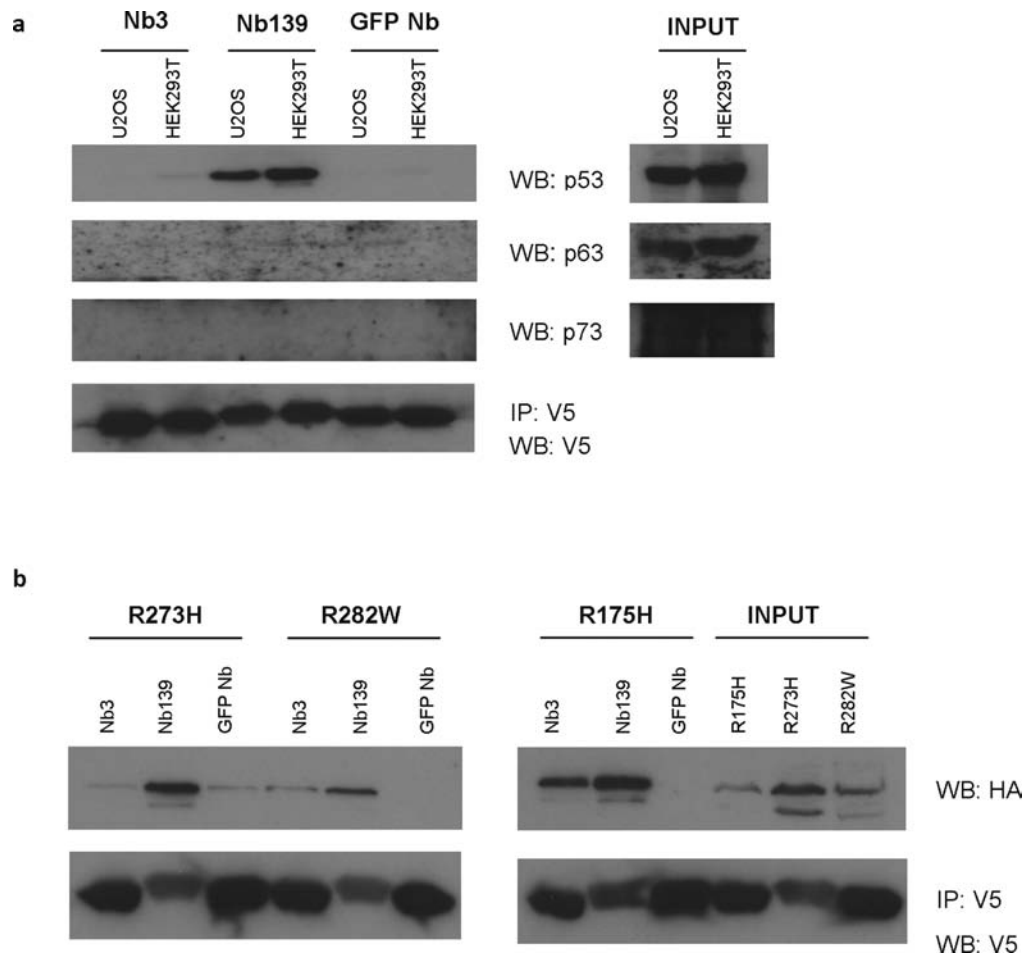 a
Nb3 Nb139 GFP Nb INPUT
U2OS HEK293T U2OS HEK293T U2OS HEK293T U2OS HEK293T
WB: p53
WB: p63
WB: p73
IP: V5
WB: V5
b
R273H R282W R175H INPUT
Nb3 Nb139 GFP Nb Nb3 Nb139 GFP Nb Nb3 Nb139 GFP Nb R175H R273H R282W
WB: HA
IP: V5
WB: V5